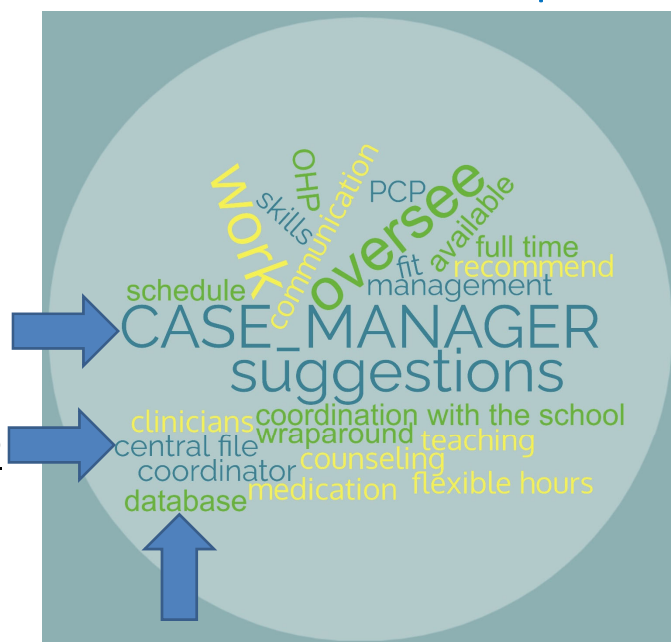 OHP
PCP
work
skills
communication
oversee
available
fit
full time
recommend
management
schedule
CASE_MANAGER
suggestions
clinicians
coordination with the school
central file
wraparound
teaching
coordinator
counseling
database
medication
flexible hours